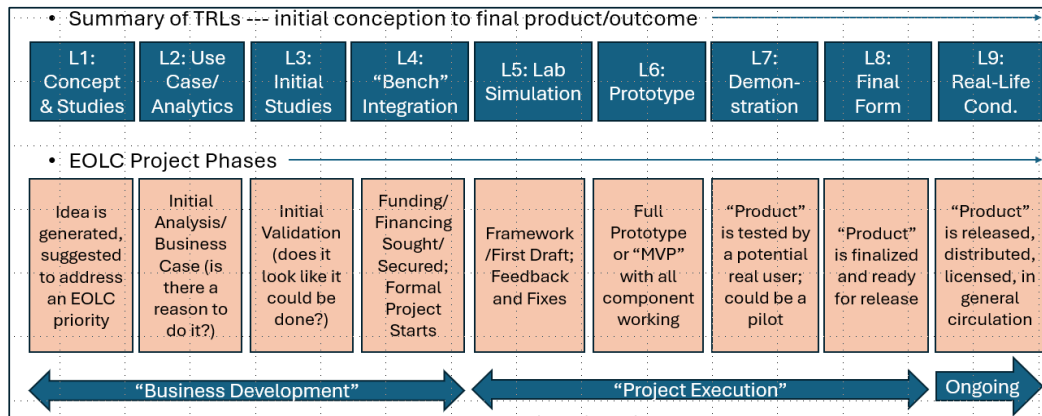 • Summary of TRLs --- initial conception to final product/outcome
L1:
Concept
& Studies
L2: Use
Case/
Analytics
L3:
Initial
Studies
L4:
“Bench”
Integration
L5: Lab
Simulation
L6:
Prototype
L7:
Demon-
stration
L8:
Final
Form
L9:
Real-Life
Cond.
• EOLC Project Phases
Idea is
generated,
suggested
to address
an EOLC
priority
Initial
Analysis/
Business
Case (is
there a
reason to
do it?)
Initial
Validation
(does it
look like it
could be
done?)
Funding/
Financing
Sought/
Secured;
Formal
Project
Starts
Framework
/First Draft;
Feedback
and Fixes
Full
Prototype
or “MVP”
with all
component
working
“Product”
is tested by
a potential
real user;
could be a
pilot
“Product”
is finalized
and ready
for release
“Product”
is released,
distributed,
licensed, in
general
circulation
“Business Development”
“Project Execution”
Ongoing